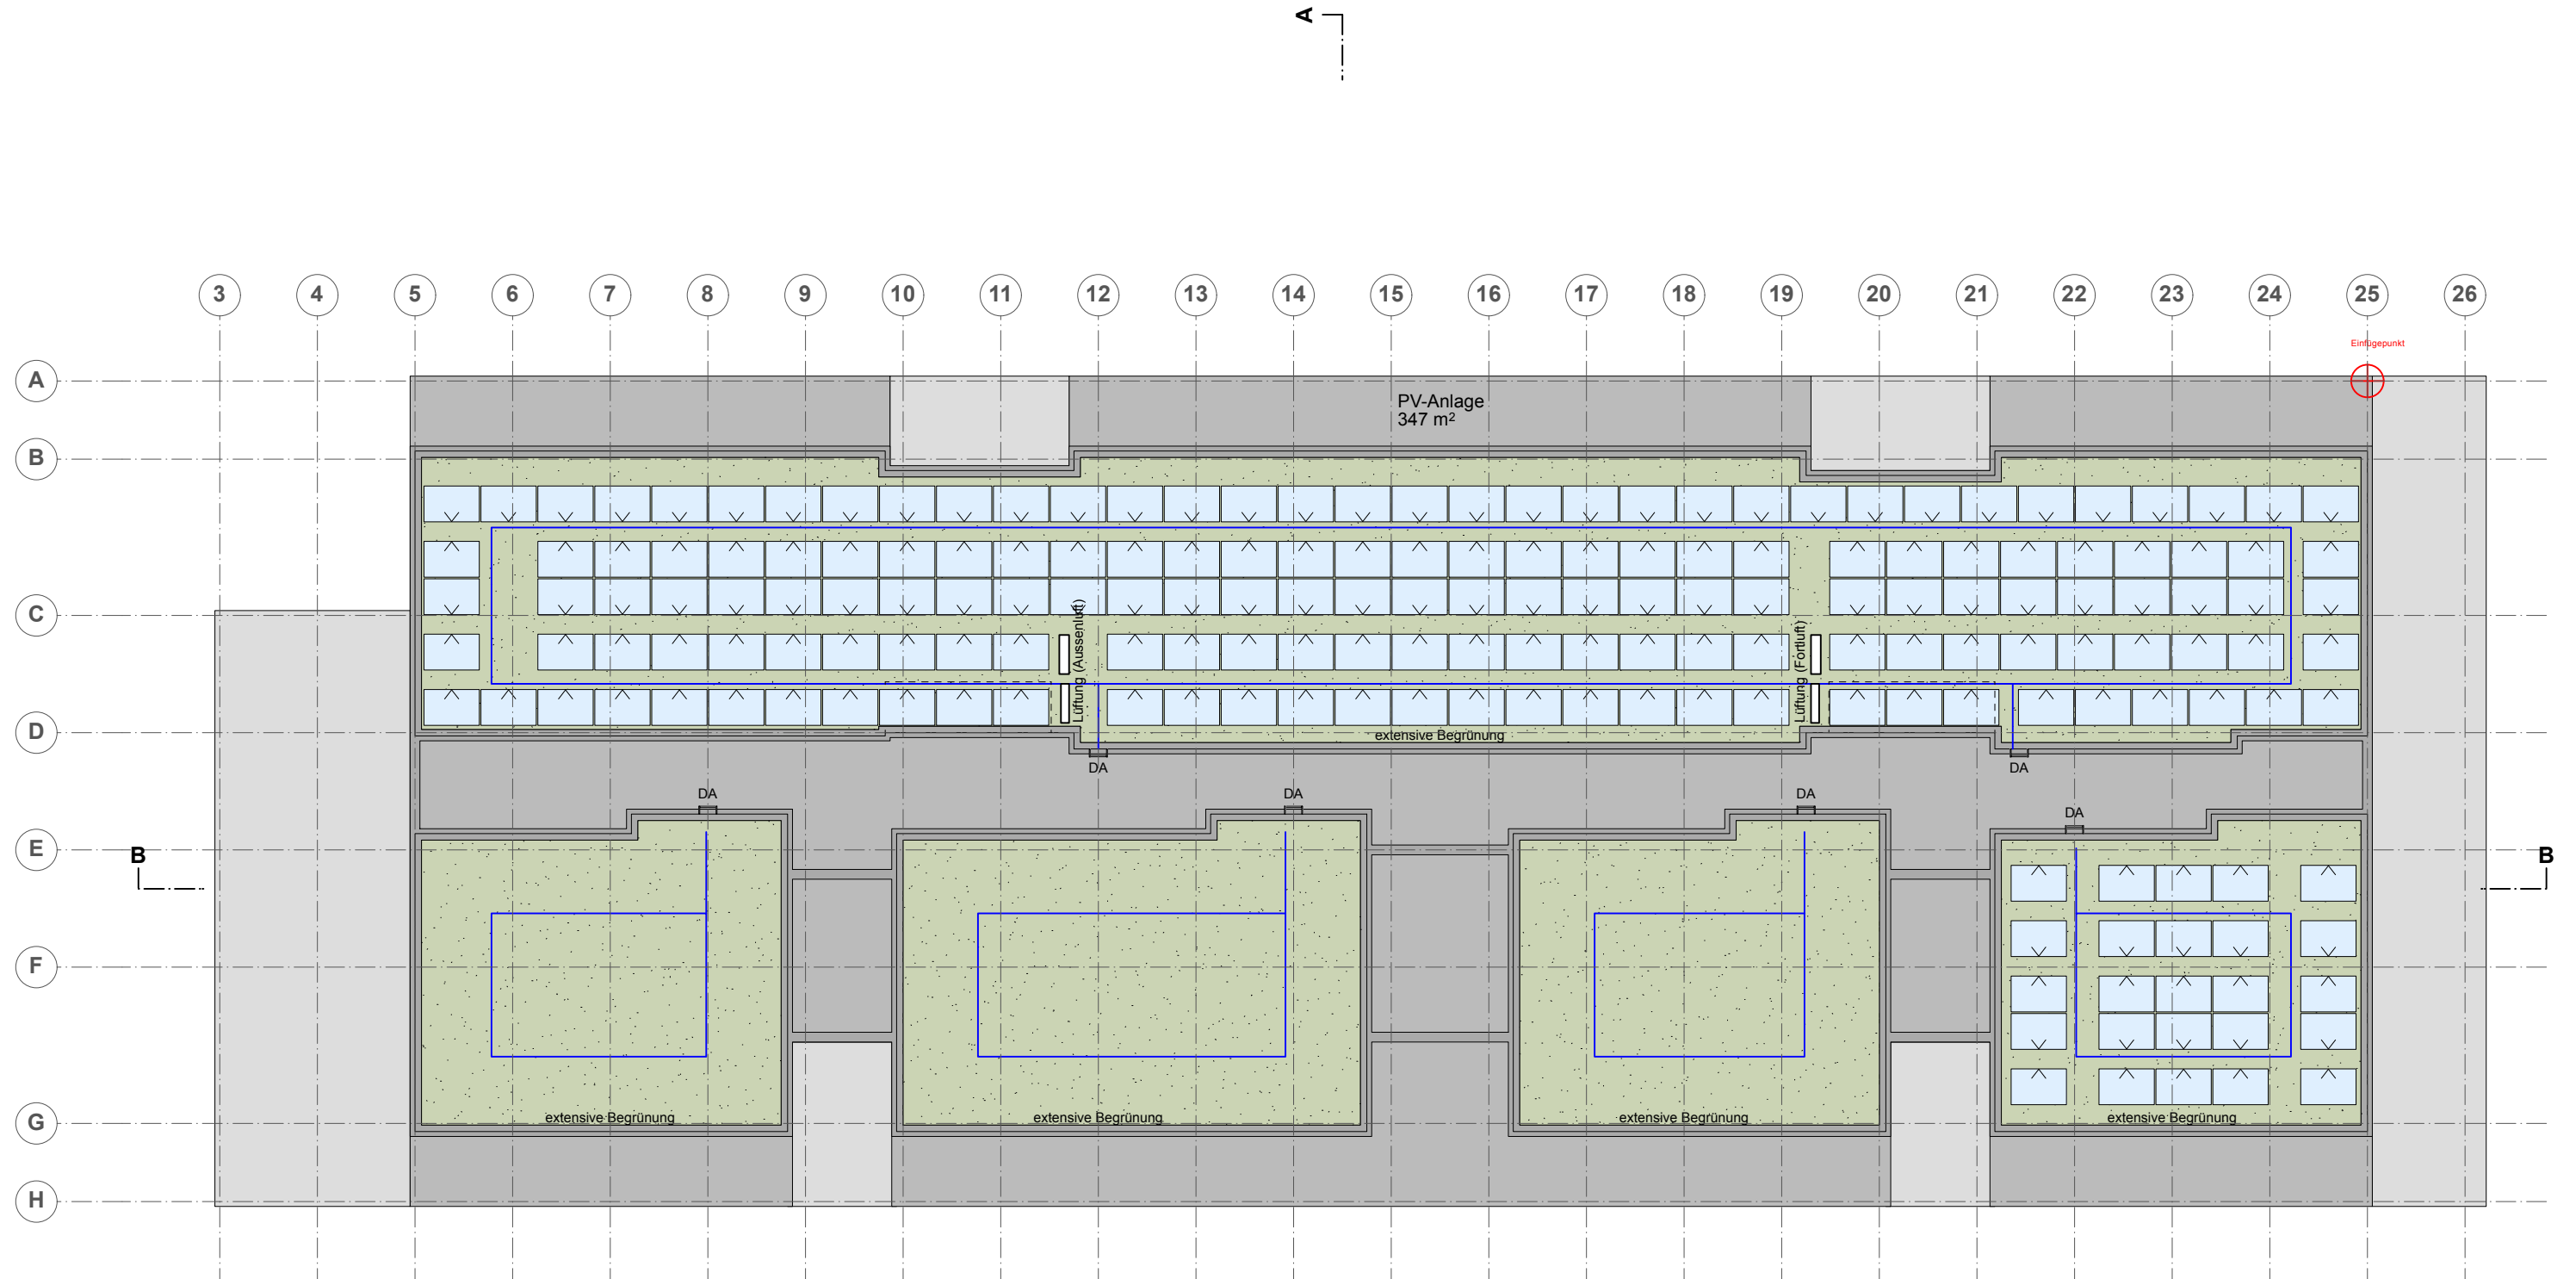 A
3 4 5 6 7 8 9 10 11 12 13 14 15 16 17 18 19 20 21 22 23 24 25 26
Einfügepunkt
A
PV-Anlage
347 m²
B
C
Lüftung (Aussenluft)
Lüftung (Fortluft)
D
extensive Begrünung
DA
DA
DA
DA
DA
DA
E
B
B
F
G
extensive Begrünung
extensive Begrünung
extensive Begrünung
extensive Begrünung
H